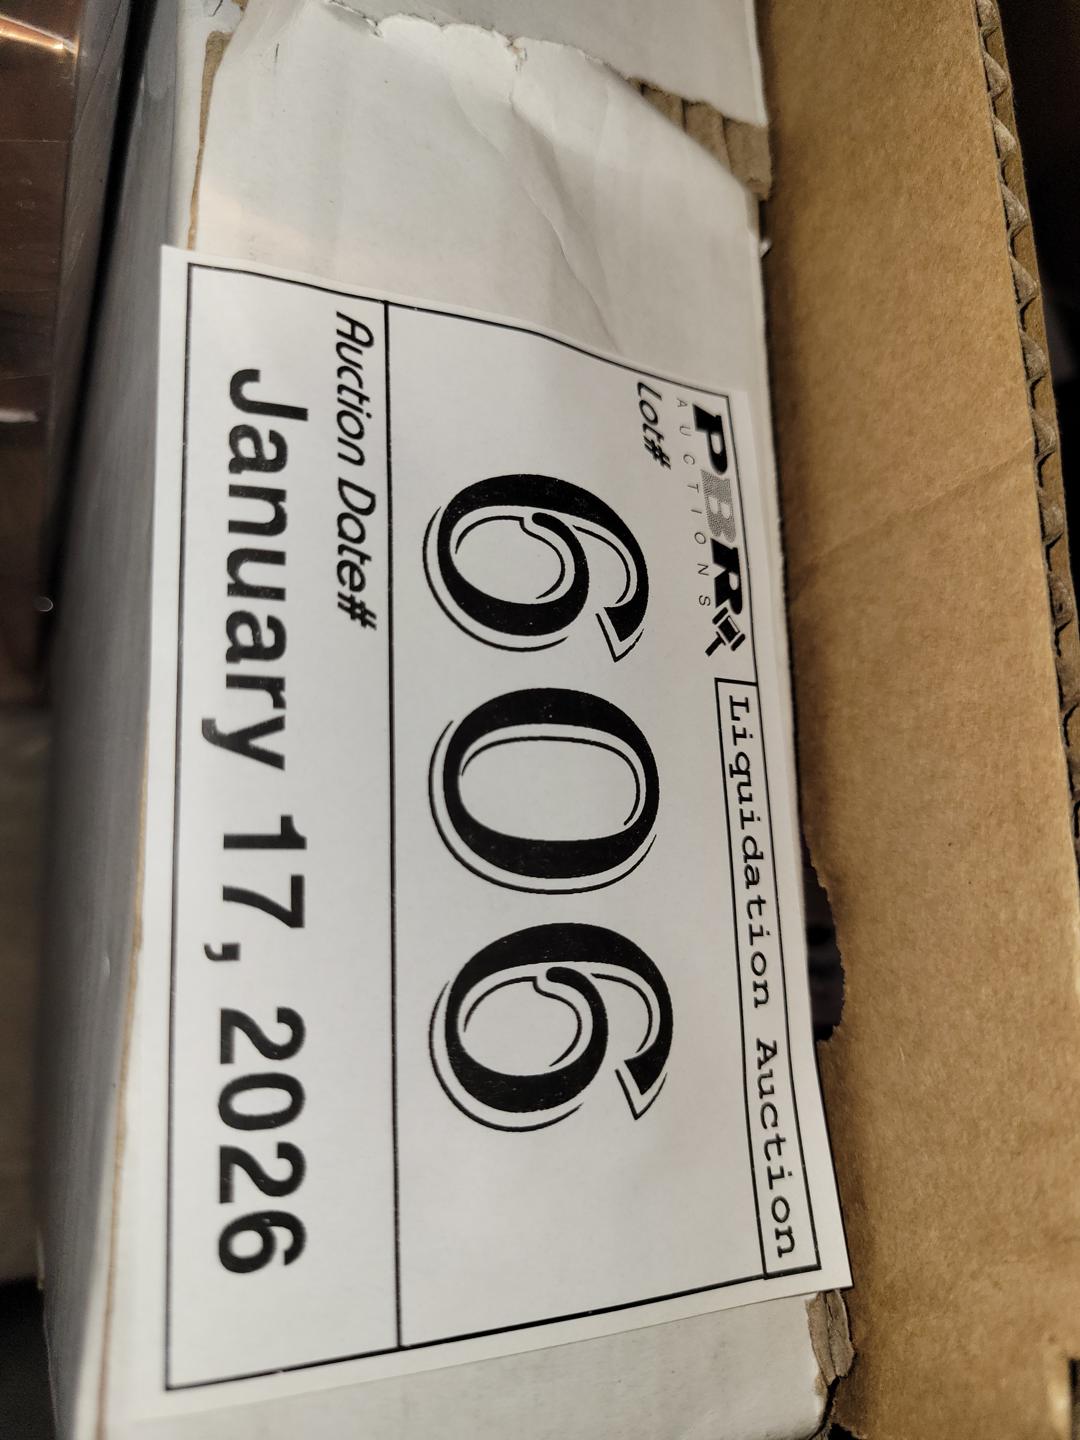 PBR
AUCTIONS
Liquidation Auction
Lot#
606
Auction Date#
January 17, 2026